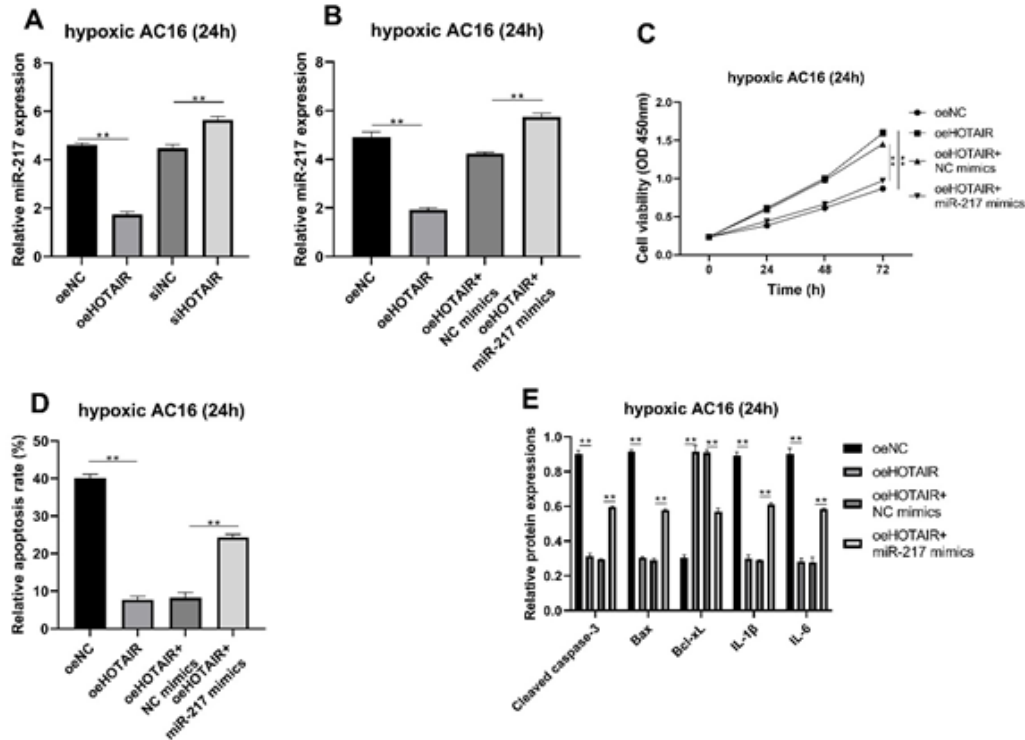 A
hypoxic AC16 (24h)
Relative miR-217 expression
8
6
4
2
0
**
**
oeNC
oeHOTAIR
siNC
siHOTAIR
B
hypoxic AC16 (24h)
Relative miR-217 expression
8
6
4
2
0
**
**
oeNC
oeHOTAIR
oeHOTAIR+
NC mimics
oeHOTAIR+
miR-217 mimics
C
hypoxic AC16 (24h)
Cell viability (OD 450nm)
2.0
1.5
1.0
0.5
0.0
0
24
48
72
Time (h)
**
**
oeNC
oeHOTAIR
oeHOTAIR+
NC mimics
oeHOTAIR+
miR-217 mimics
D
hypoxic AC16 (24h)
Relative apoptosis rate (%)
50
40
30
20
10
0
**
**
oeNC
oeHOTAIR
oeHOTAIR+
NC mimics
oeHOTAIR+
miR-217 mimics
E
hypoxic AC16 (24h)
Relative protein expressions
0.9
0.6
0.4
0.2
0.0
** ** ** ** ** ** ** ** ** **
Cleaved caspase-3
Bax
Bcl-xL
IL-1β
IL-6
oeNC
oeHOTAIR
oeHOTAIR+
NC mimics
oeHOTAIR+
miR-217 mimics